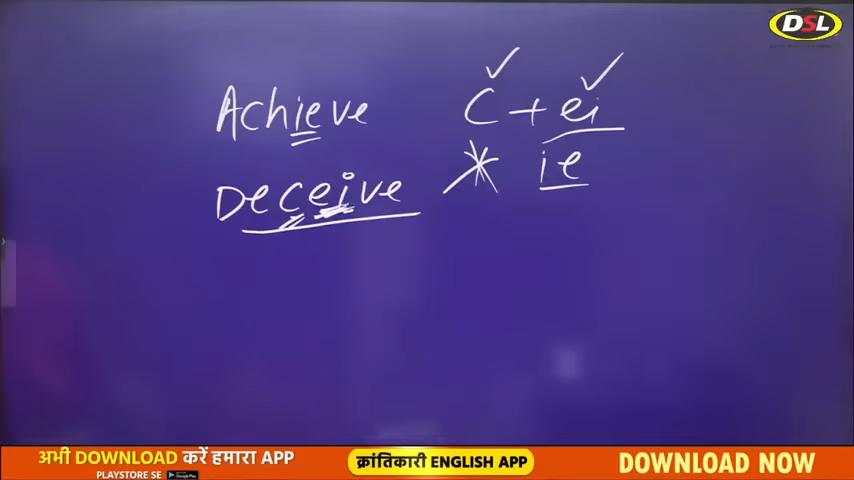 DSL
Achieve C + ei
Deceive ie
अभी DOWNLOAD करें हमारा APP
PLAYSTORE SE
क्रांतिकारी ENGLISH APP
DOWNLOAD NOW